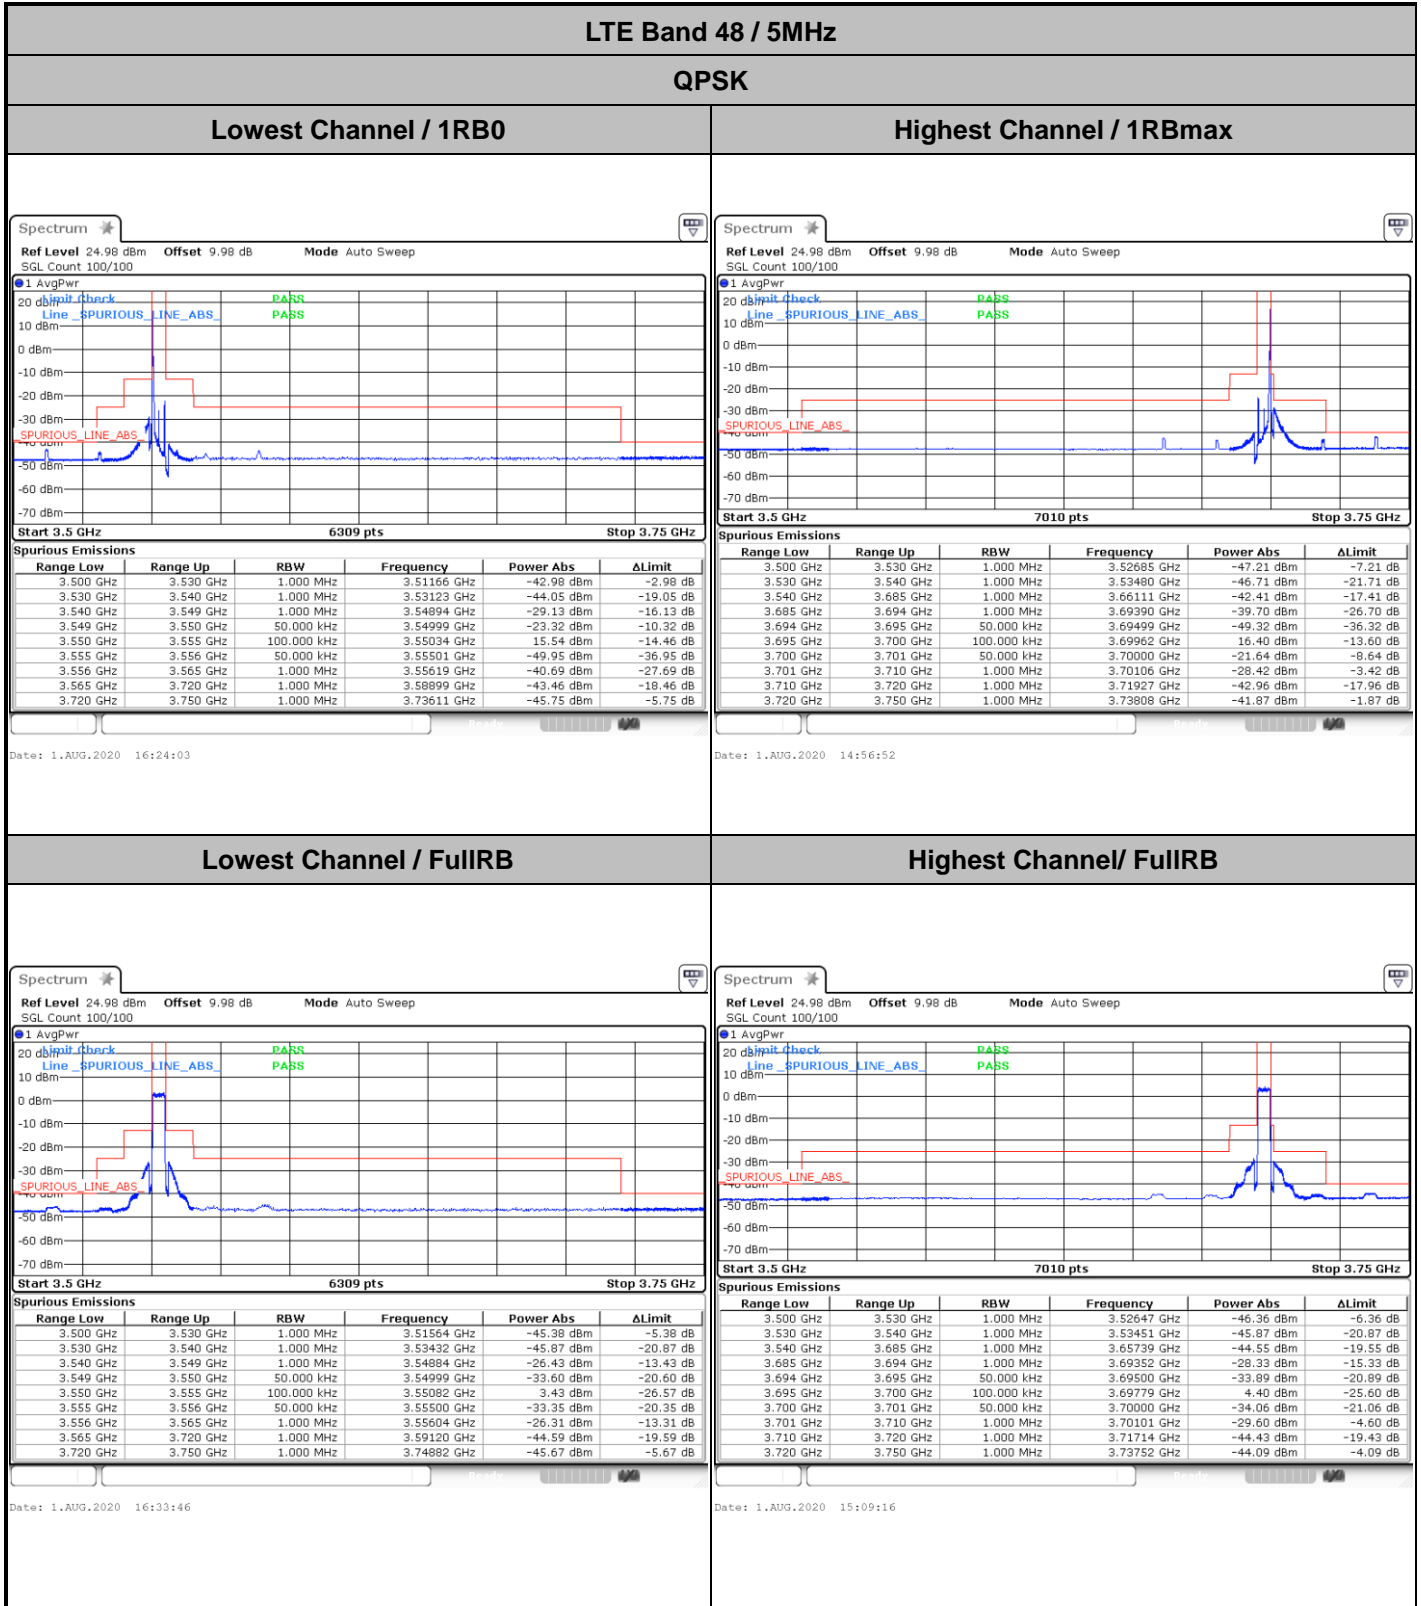 LTE Band 48 / 5MHz
QPSK
Lowest Channel / 1RB0
Highest Channel / 1RBmax
Spectrum
Ref Level 24.98 dBm Offset 9.98 dB Mode Auto Sweep
SGL Count 100/100
1 AvgPwr
Limit Check PASS
Line _SPURIOUS_LINE_ABS_ PASS
20 dBm
10 dBm
0 dBm
-10 dBm
-20 dBm
-30 dBm
_SPURIOUS_LINE_ABS_
-40 dBm
-50 dBm
-60 dBm
-70 dBm
Start 3.5 GHz 6309 pts Stop 3.75 GHz
Spurious Emissions
Range Low Range Up RBW Frequency Power Abs ΔLimit
3.500 GHz 3.530 GHz 1.000 MHz 3.51166 GHz -42.98 dBm -2.98 dB
3.530 GHz 3.540 GHz 1.000 MHz 3.53123 GHz -44.05 dBm -19.05 dB
3.540 GHz 3.549 GHz 1.000 MHz 3.54894 GHz -29.13 dBm -16.13 dB
3.549 GHz 3.550 GHz 50.000 kHz 3.54999 GHz -23.32 dBm -10.32 dB
3.550 GHz 3.555 GHz 100.000 kHz 3.55034 GHz 15.54 dBm -14.46 dB
3.555 GHz 3.556 GHz 50.000 kHz 3.55501 GHz -49.95 dBm -36.95 dB
3.556 GHz 3.565 GHz 1.000 MHz 3.55619 GHz -40.69 dBm -27.69 dB
3.565 GHz 3.720 GHz 1.000 MHz 3.58899 GHz -43.46 dBm -18.46 dB
3.720 GHz 3.750 GHz 1.000 MHz 3.73611 GHz -45.75 dBm -5.75 dB
Date: 1.AUG.2020 16:24:03
Spectrum
Ref Level 24.98 dBm Offset 9.98 dB Mode Auto Sweep
SGL Count 100/100
1 AvgPwr
Limit Check PASS
Line _SPURIOUS_LINE_ABS_ PASS
20 dBm
10 dBm
0 dBm
-10 dBm
-20 dBm
-30 dBm
_SPURIOUS_LINE_ABS_
-40 dBm
-50 dBm
-60 dBm
-70 dBm
Start 3.5 GHz 7010 pts Stop 3.75 GHz
Spurious Emissions
Range Low Range Up RBW Frequency Power Abs ΔLimit
3.500 GHz 3.530 GHz 1.000 MHz 3.52685 GHz -47.21 dBm -7.21 dB
3.530 GHz 3.540 GHz 1.000 MHz 3.53480 GHz -46.71 dBm -21.71 dB
3.540 GHz 3.685 GHz 1.000 MHz 3.66111 GHz -42.41 dBm -17.41 dB
3.685 GHz 3.694 GHz 1.000 MHz 3.69390 GHz -39.70 dBm -26.70 dB
3.694 GHz 3.695 GHz 50.000 kHz 3.69499 GHz -49.32 dBm -36.32 dB
3.695 GHz 3.700 GHz 100.000 kHz 3.69962 GHz 16.40 dBm -13.60 dB
3.700 GHz 3.701 GHz 50.000 kHz 3.70000 GHz -21.64 dBm -8.64 dB
3.701 GHz 3.710 GHz 1.000 MHz 3.70106 GHz -28.42 dBm -3.42 dB
3.710 GHz 3.720 GHz 1.000 MHz 3.71927 GHz -42.96 dBm -17.96 dB
3.720 GHz 3.750 GHz 1.000 MHz 3.73808 GHz -41.87 dBm -1.87 dB
Ready
Date: 1.AUG.2020 14:56:52
Lowest Channel / FullRB
Highest Channel/ FullRB
Spectrum
Ref Level 24.98 dBm Offset 9.98 dB Mode Auto Sweep
SGL Count 100/100
1 AvgPwr
Limit Check PASS
Line _SPURIOUS_LINE_ABS_ PASS
20 dBm
10 dBm
0 dBm
-10 dBm
-20 dBm
-30 dBm
_SPURIOUS_LINE_ABS_
-40 dBm
-50 dBm
-60 dBm
-70 dBm
Start 3.5 GHz 6309 pts Stop 3.75 GHz
Spurious Emissions
Range Low Range Up RBW Frequency Power Abs ΔLimit
3.500 GHz 3.530 GHz 1.000 MHz 3.51564 GHz -45.38 dBm -5.38 dB
3.530 GHz 3.540 GHz 1.000 MHz 3.53432 GHz -45.87 dBm -20.87 dB
3.540 GHz 3.549 GHz 1.000 MHz 3.54884 GHz -26.43 dBm -13.43 dB
3.549 GHz 3.550 GHz 50.000 kHz 3.54999 GHz -33.60 dBm -20.60 dB
3.550 GHz 3.555 GHz 100.000 kHz 3.55082 GHz 3.43 dBm -26.57 dB
3.555 GHz 3.556 GHz 50.000 kHz 3.55500 GHz -33.35 dBm -20.35 dB
3.556 GHz 3.565 GHz 1.000 MHz 3.55604 GHz -26.31 dBm -13.31 dB
3.565 GHz 3.720 GHz 1.000 MHz 3.59120 GHz -44.59 dBm -19.59 dB
3.720 GHz 3.750 GHz 1.000 MHz 3.74882 GHz -45.67 dBm -5.67 dB
Ready
Date: 1.AUG.2020 16:33:46
Spectrum
Ref Level 24.98 dBm Offset 9.98 dB Mode Auto Sweep
SGL Count 100/100
1 AvgPwr
Limit Check PASS
Line _SPURIOUS_LINE_ABS_ PASS
20 dBm
10 dBm
0 dBm
-10 dBm
-20 dBm
-30 dBm
_SPURIOUS_LINE_ABS_
-40 dBm
-50 dBm
-60 dBm
-70 dBm
Start 3.5 GHz 7010 pts Stop 3.75 GHz
Spurious Emissions
Range Low Range Up RBW Frequency Power Abs ΔLimit
3.500 GHz 3.530 GHz 1.000 MHz 3.52647 GHz -46.36 dBm -6.36 dB
3.530 GHz 3.540 GHz 1.000 MHz 3.53451 GHz -45.87 dBm -20.87 dB
3.540 GHz 3.685 GHz 1.000 MHz 3.65739 GHz -44.55 dBm -19.55 dB
3.685 GHz 3.694 GHz 1.000 MHz 3.69352 GHz -28.33 dBm -15.33 dB
3.694 GHz 3.695 GHz 50.000 kHz 3.69500 GHz -33.89 dBm -20.89 dB
3.695 GHz 3.700 GHz 100.000 kHz 3.69779 GHz 4.40 dBm -25.60 dB
3.700 GHz 3.701 GHz 50.000 kHz 3.70000 GHz -34.06 dBm -21.06 dB
3.701 GHz 3.710 GHz 1.000 MHz 3.70101 GHz -29.60 dBm -4.60 dB
3.710 GHz 3.720 GHz 1.000 MHz 3.71714 GHz -44.43 dBm -19.43 dB
3.720 GHz 3.750 GHz 1.000 MHz 3.73752 GHz -44.09 dBm -4.09 dB
Ready
Date: 1.AUG.2020 15:09:16